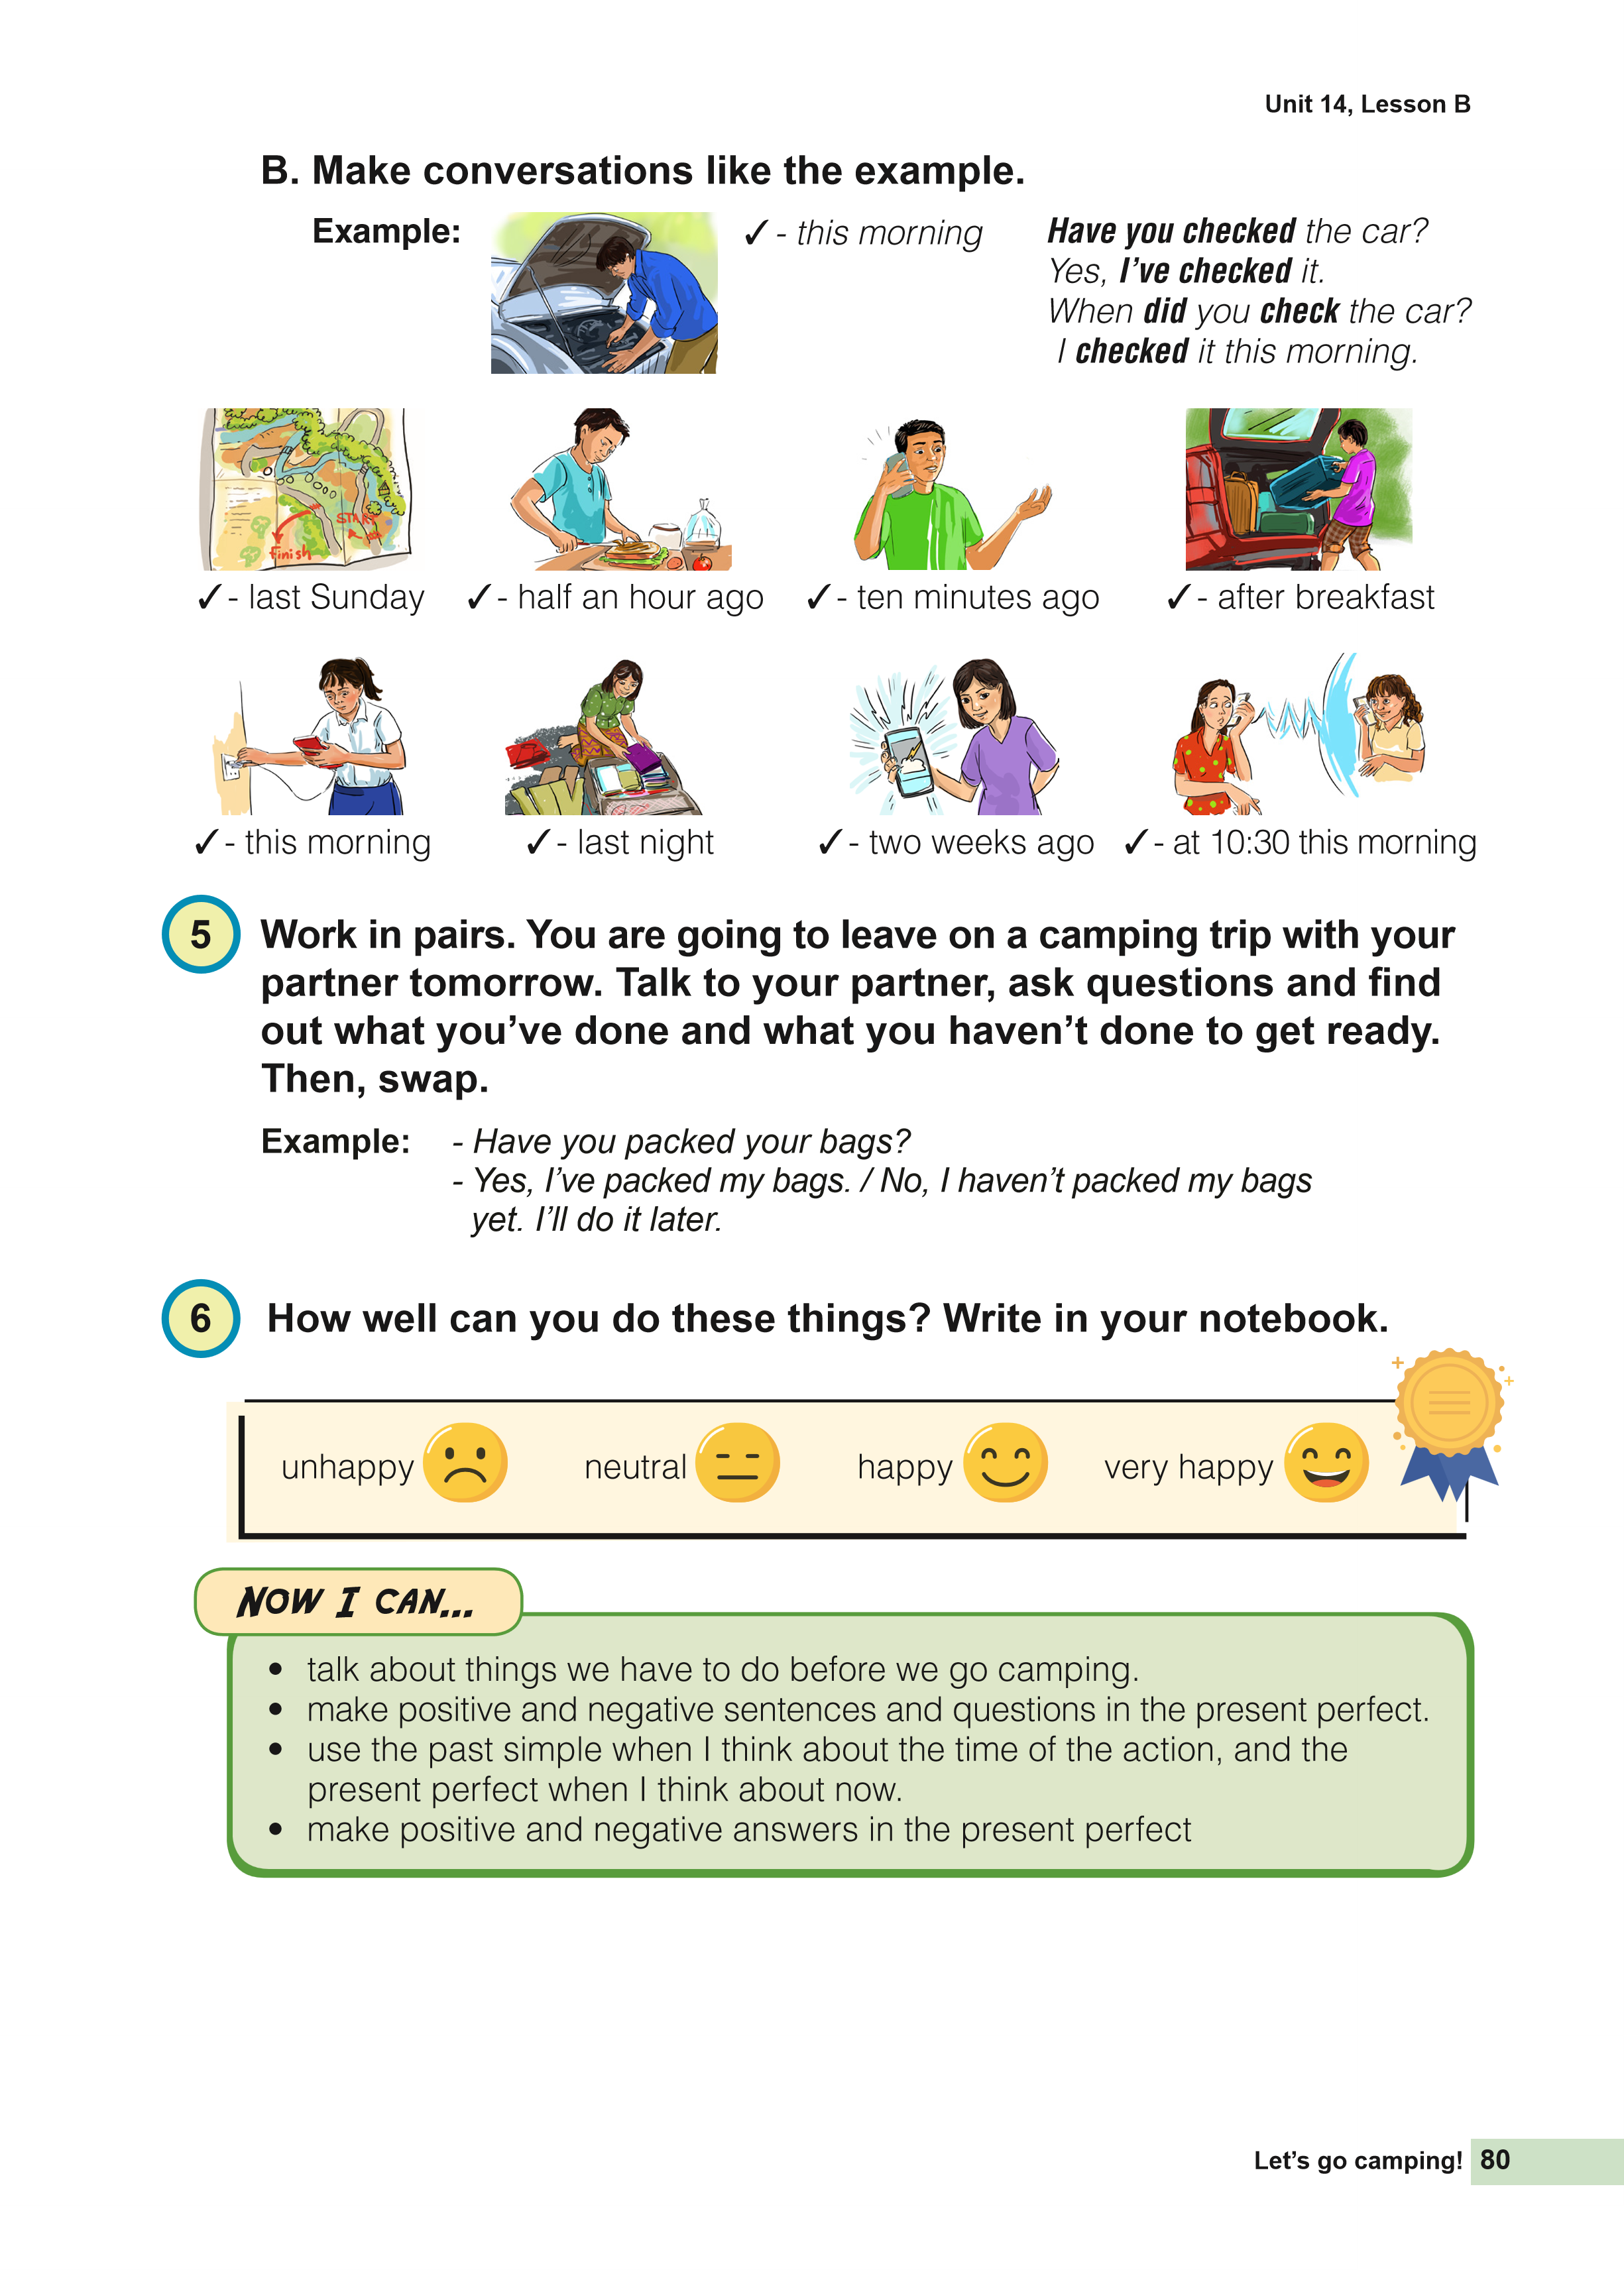 Unit 14, Lesson B
B. Make conversations like the example.
Example:
✓ - this morning
Have you checked the car?
Yes, I've checked it.
When did you check the car?
I checked it this morning.
START
finish
✓ - last Sunday
✓ - half an hour ago
✓ - ten minutes ago
✓ - after breakfast
✓ - this morning
✓ - last night
✓ - two weeks ago
✓ - at 10:30 this morning
5
Work in pairs. You are going to leave on a camping trip with your
partner tomorrow. Talk to your partner, ask questions and find
out what you've done and what you haven't done to get ready.
Then, swap.
Example:
- Have you packed your bags?
- Yes, I've packed my bags. / No, I haven't packed my bags
yet. I'll do it later.
6
How well can you do these things? Write in your notebook.
unhappy
neutral
happy
very happy
NOW I CAN...
• talk about things we have to do before we go camping.
• make positive and negative sentences and questions in the present perfect.
• use the past simple when I think about the time of the action, and the
present perfect when I think about now.
• make positive and negative answers in the present perfect
Let's go camping! 80